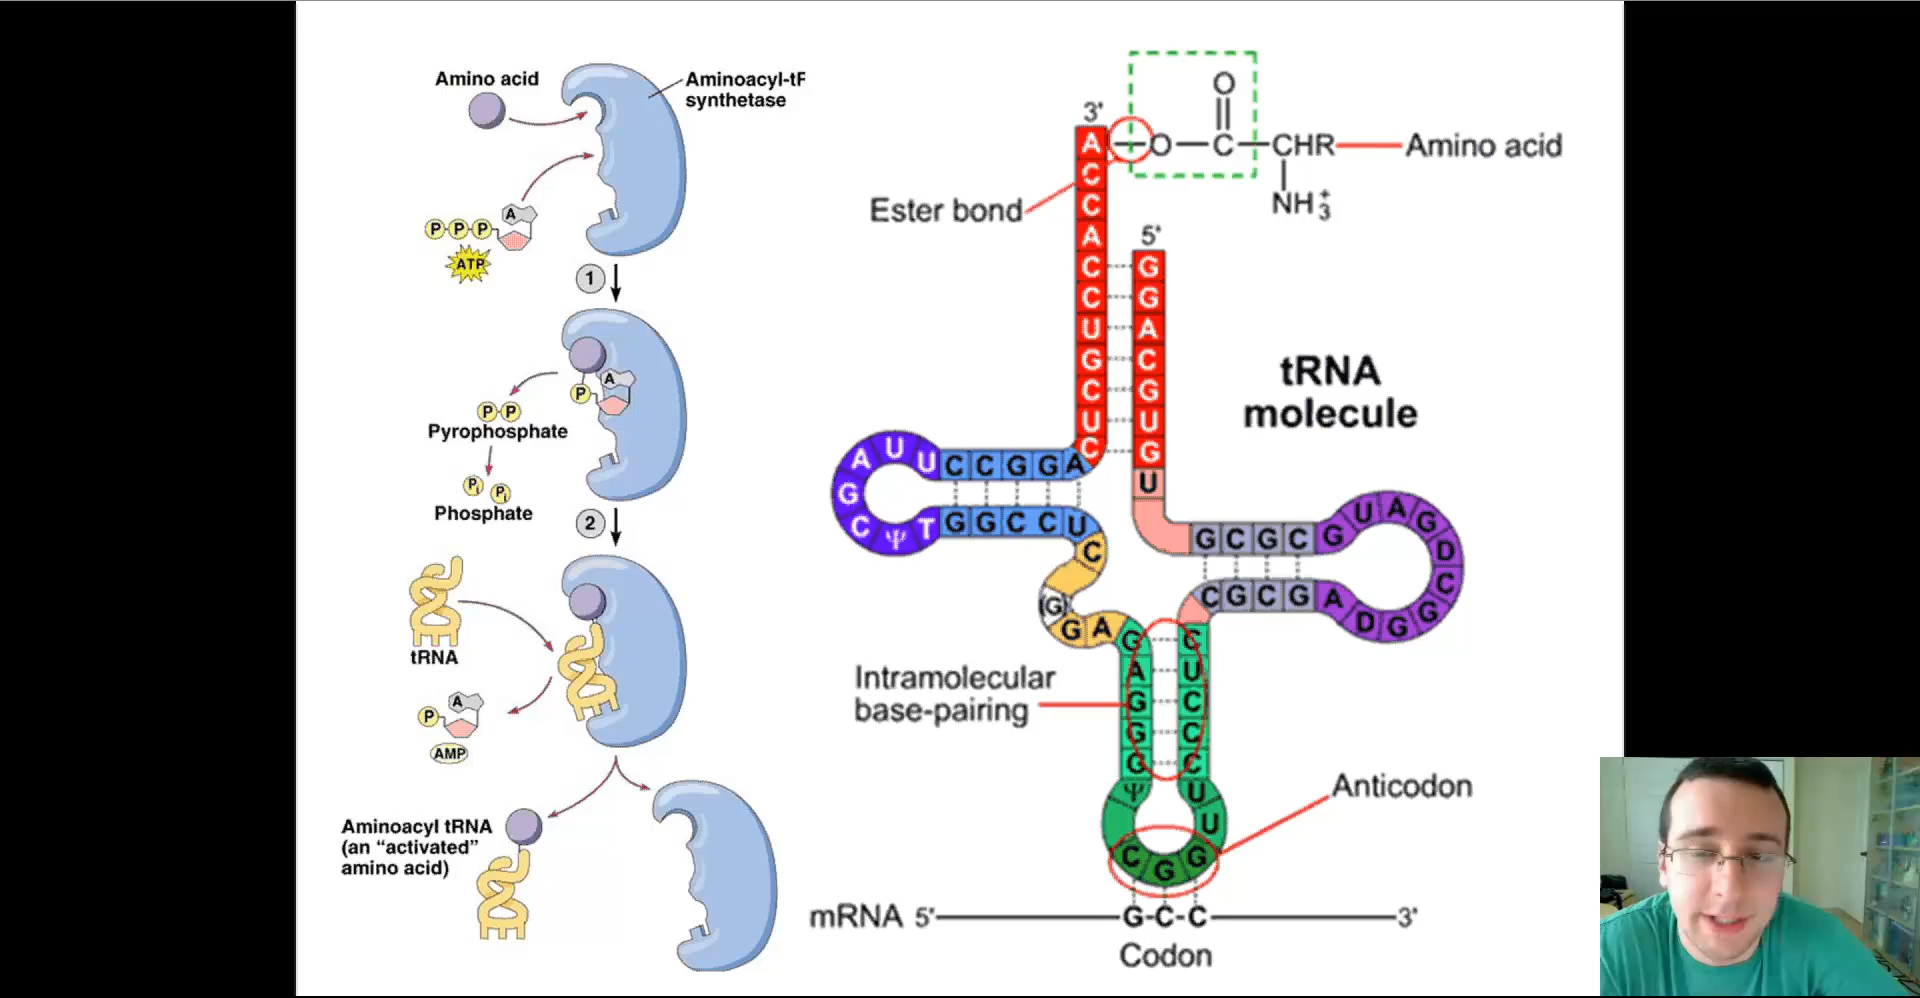 Amino acid
Aminoacyl-tF
synthetase
P P P A
ATP
1
A
P
P P
Pyrophosphate
Pi Pi
Phosphate
2
tRNA
A
P
AMP
Aminoacyl tRNA
(an “activated”
amino acid)
O
3'
A O C CHR Amino acid
NH3+
Ester bond
5'
C
C
A
C G
C G
U A
G C
C G
U U
C G
U
tRNA
molecule
A U U C C G G A
G
C Ψ T G G C C U
C
(G)
G A
G C G C G U A G D C G G D A G C G C
G C
A U
G C
G C
G C
Ψ U
U
C G G
Intramolecular
base-pairing
Anticodon
mRNA 5' G-C-C 3'
Codon